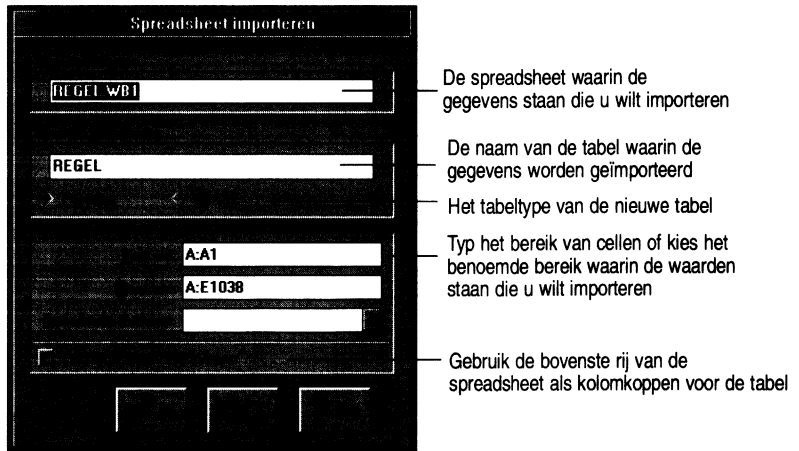 Spreadsheet importeren
REGEL.WB1
De spreadsheet waarin de
gegevens staan die u wilt importeren
REGEL
De naam van de tabel waarin de
gegevens worden geïmporteerd
Het tabeltype van de nieuwe tabel
A:A1
A:E1038
Typ het bereik van cellen of kies het
benoemde bereik waarin de waarden
staan die u wilt importeren
Gebruik de bovenste rij van de
spreadsheet als kolomkoppen voor de tabel